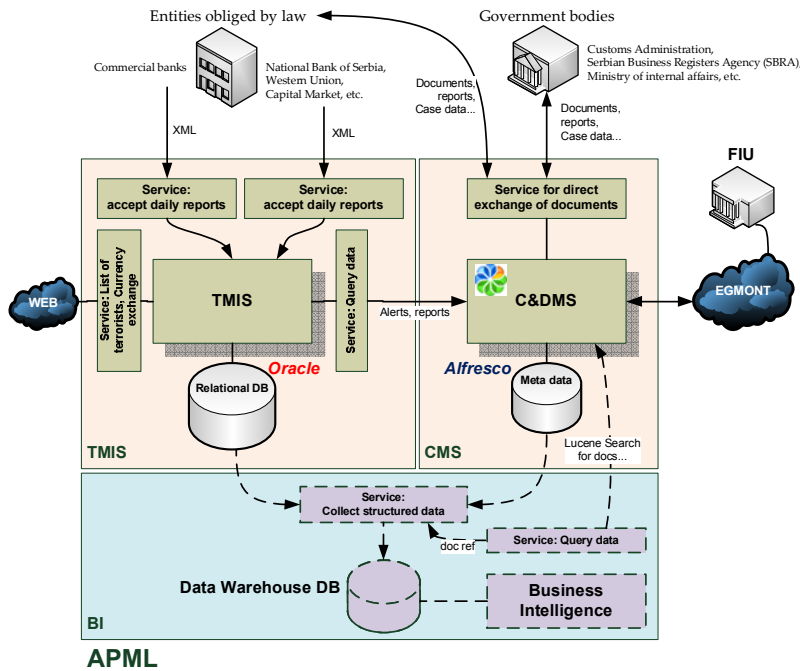 Entities obliged by law
Government bodies
Commercial banks
National Bank of Serbia,
Western Union,
Capital Market, etc.
Customs Administration,
Serbian Business Registers Agency (SBRA),
Ministry of internal affairs, etc.
Documents,
reports,
Case data...
Documents,
reports,
Case data...
XML
XML
FIU
Service:
accept daily reports
Service:
accept daily reports
Service for direct
exchange of documents
WEB
Service: List of
terrorists, Currency
exchange
TMIS
Service: Query data
Alerts, reports
C&DMS
EGMONT
Oracle
Relational DB
Alfresco
Meta data
TMIS
CMS
Lucene Search
for docs...
Service:
Collect structured data
doc ref
Service: Query data
Data Warehouse DB
Business
Intelligence
BI
APML